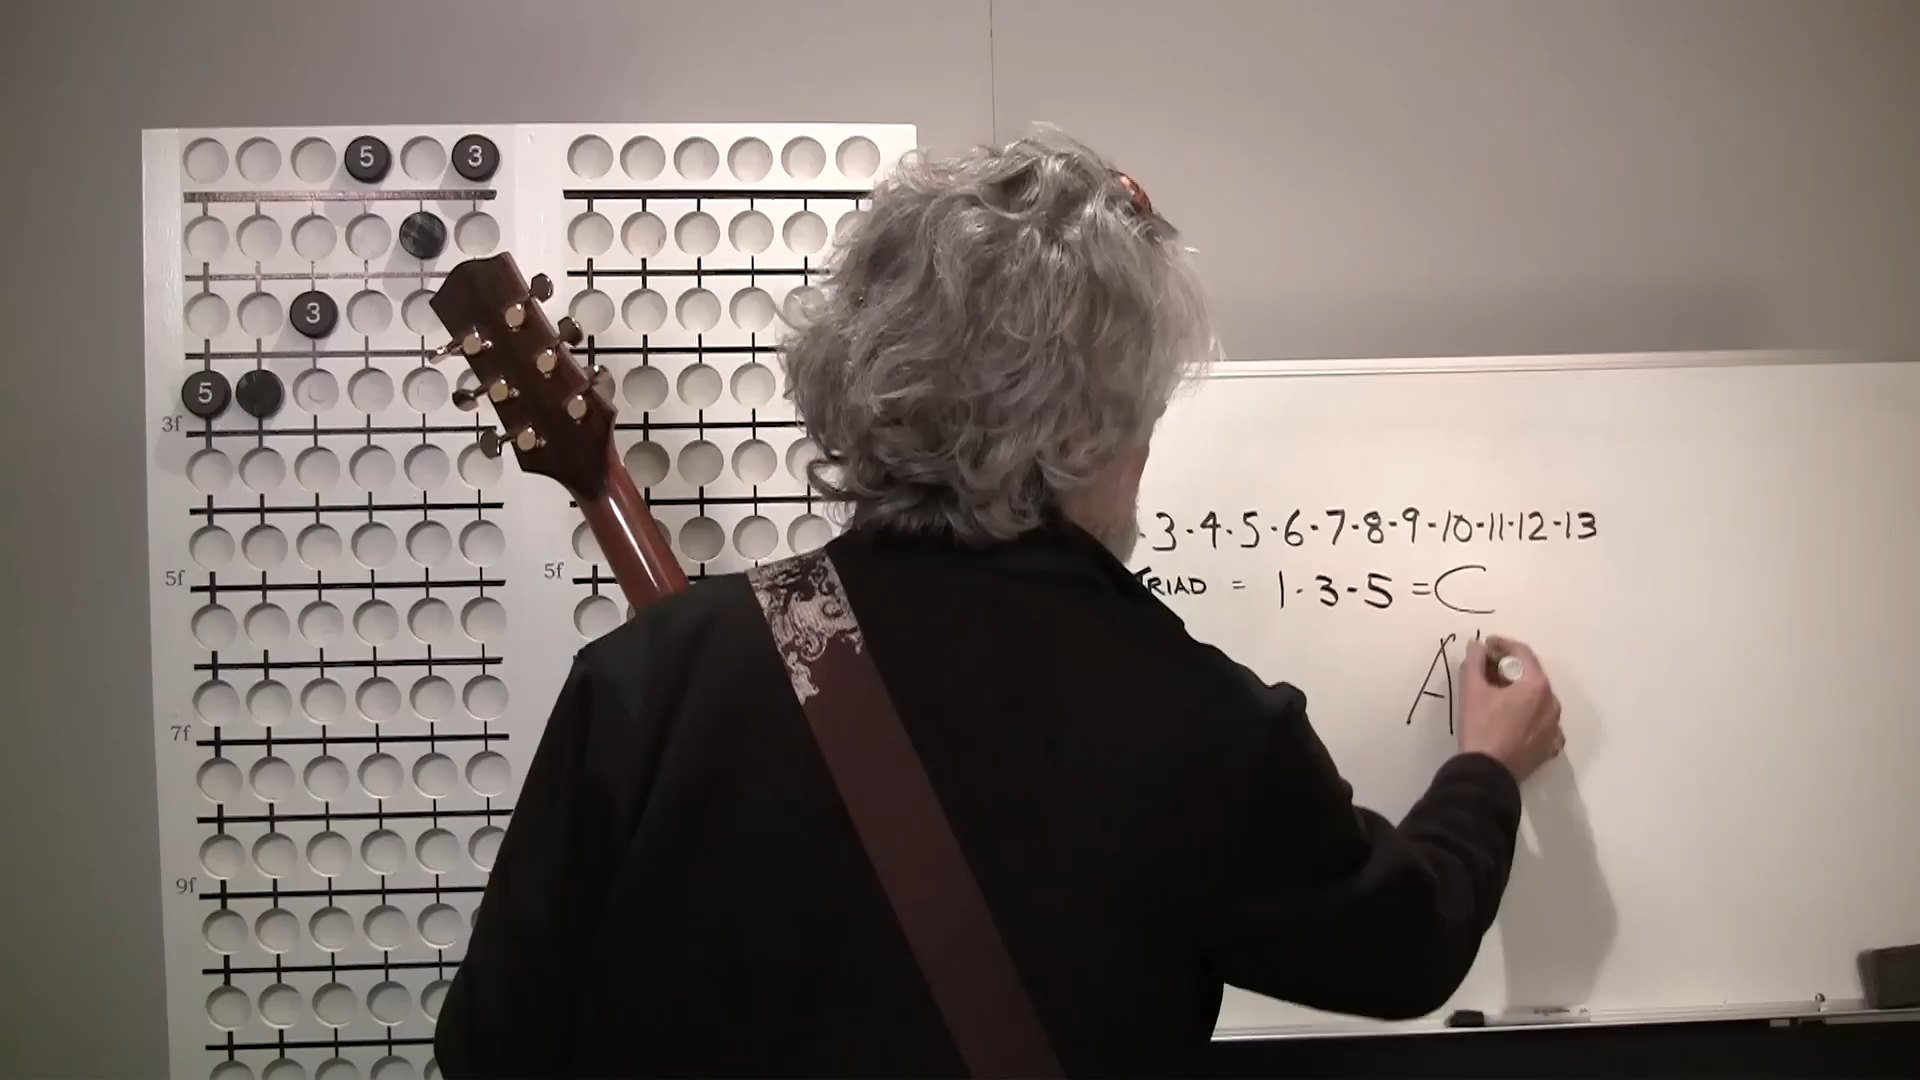 5 3
3
5
3f
5f
5f
7f
9f
·3·4·5·6·7·8-9-10-11-12-13
TRIAD = 1·3-5 = C
A